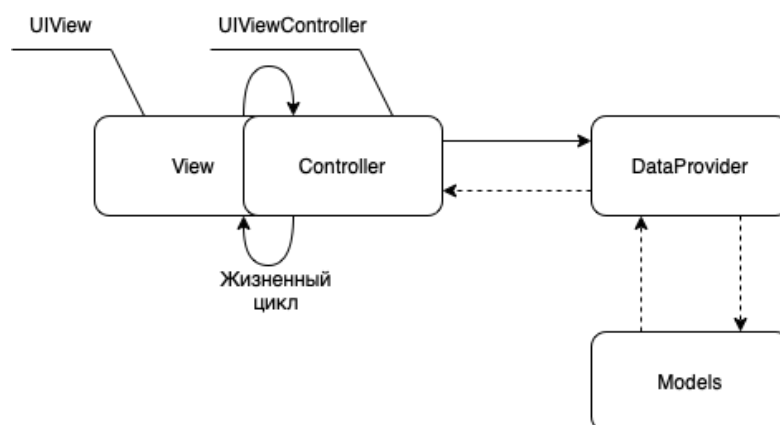 UIView
UIViewController
View
Controller
DataProvider
Жизненный
цикл
Models